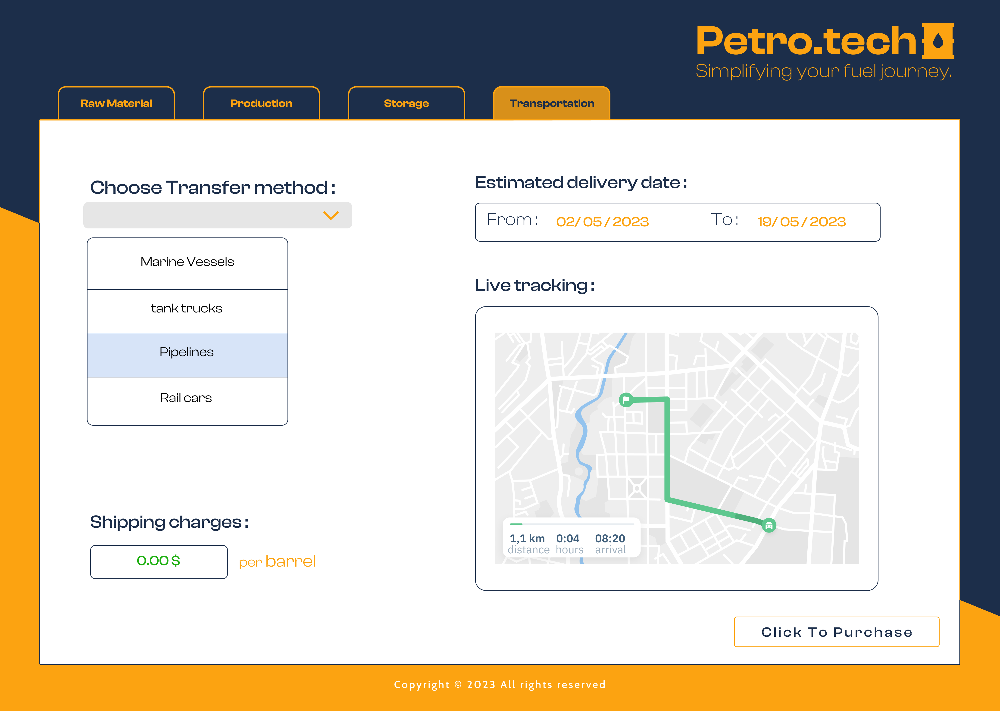 Petro.tech
Simplifying your fuel journey.
Raw Material
Production
Storage
Transportation
Choose Transfer method :
Marine Vessels
tank trucks
Pipelines
Rail cars
Shipping charges :
0.00 $
per barrel
Estimated delivery date :
From : 02/ 05 / 2023 To : 19/ 05 / 2023
Live tracking :
1,1 km 0:04 08:20
distance hours arrival
Click To Purchase
Copyright © 2023 All rights reserved